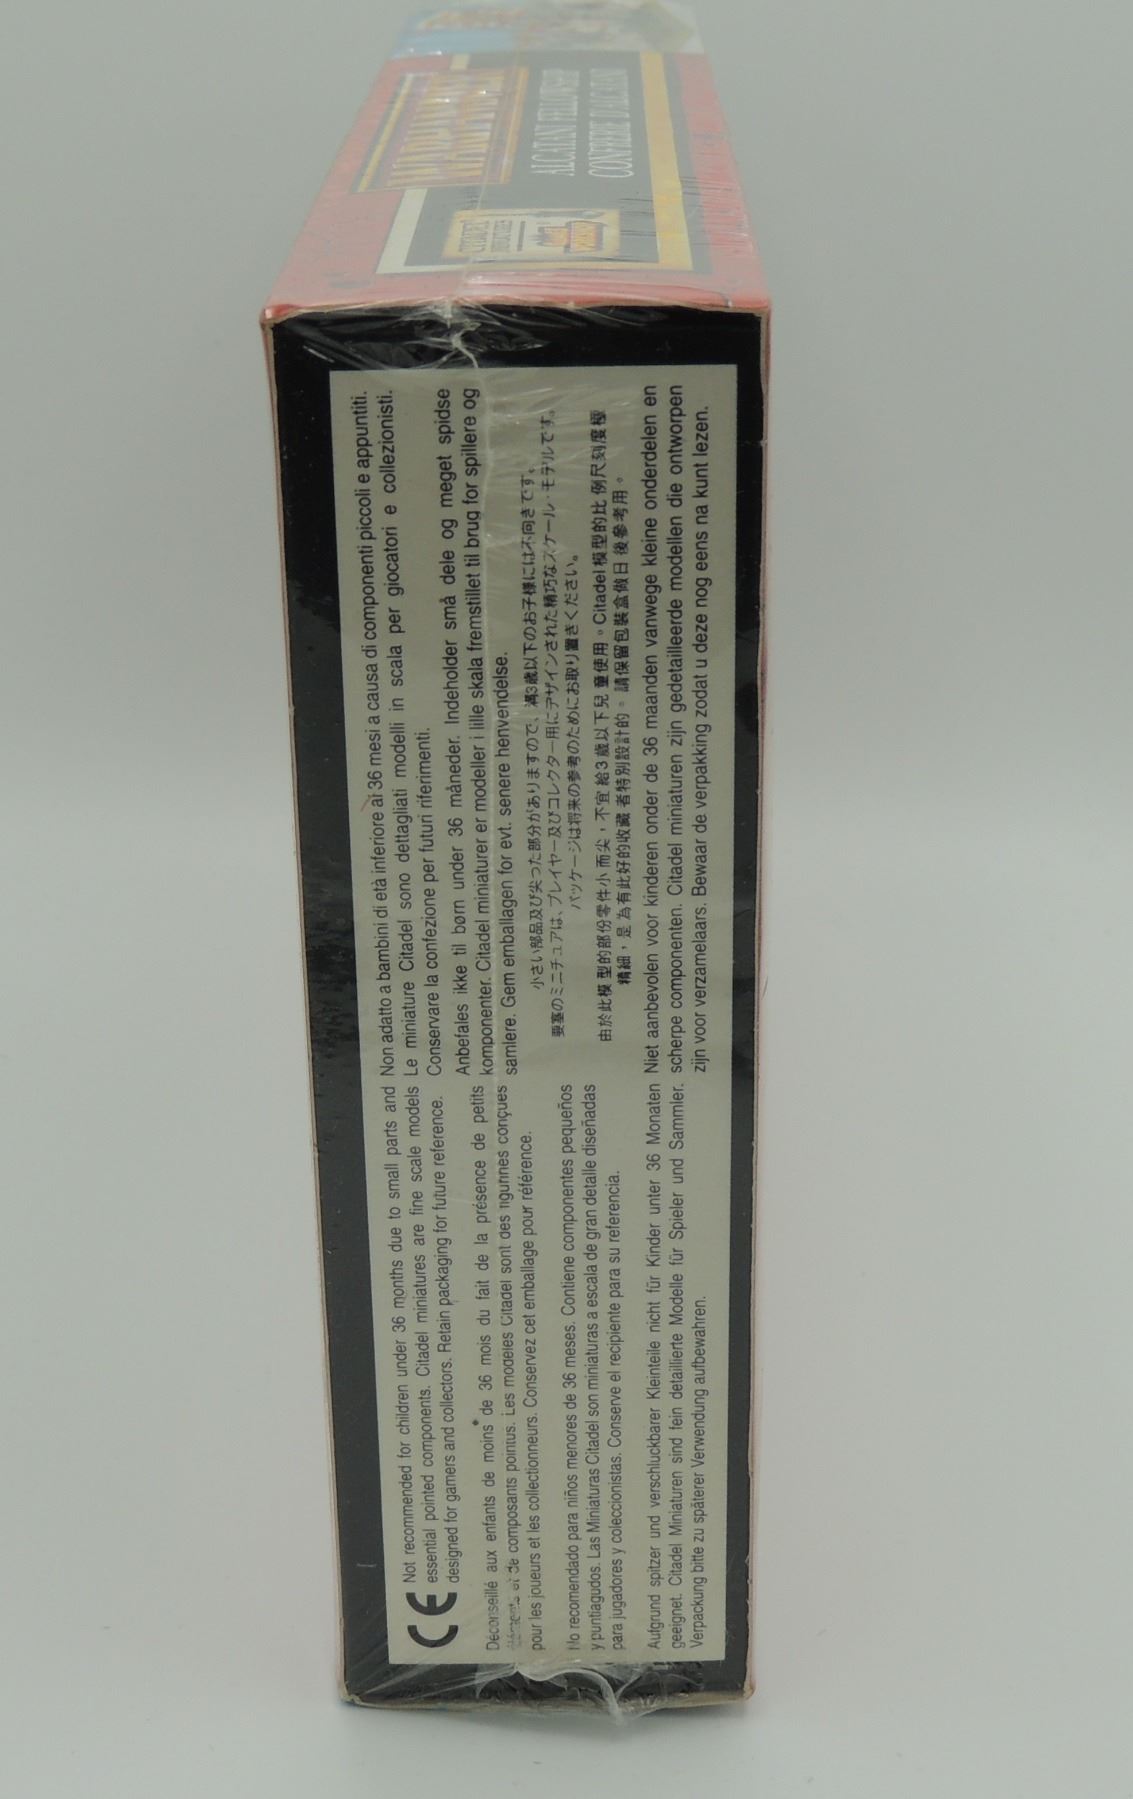 WARHAMMER
ALCATANI FELLOWSHIP
CONFRERIE D'ALCATANI
CITADEL
MINIATURES
WORKSHOP
CE
Not recommended for children under 36 months due to small parts and
essential pointed components. Citadel miniatures are fine scale models
designed for gamers and collectors. Retain packaging for future reference.
Déconseillé aux enfants de moins de 36 mois du fait de la présence de petits
éléments et de composants pointus. Les modèles Citadel sont des figurines conçues
pour les joueurs et les collectionneurs. Conservez cet emballage pour référence.
No recomendado para niños menores de 36 meses. Contiene componentes pequeños
y puntiagudos. Las Miniaturas Citadel son miniaturas a escala de gran detalle diseñadas
para jugadores y coleccionistas. Conserve el recipiente para su referencia.
Aufgrund spitzer und verschluckbarer Kleinteile nicht für Kinder unter 36 Monaten
geeignet. Citadel Miniaturen sind fein detaillierte Modelle für Spieler und Sammler.
Verpackung bitte zu späterer Verwendung aufbewahren.
Non adatto a bambini di età inferiore ai 36 mesi a causa di componenti piccoli e appuntiti.
Le miniature Citadel sono dettagliati modelli in scala per giocatori e collezionisti.
Conservare la confezione per futuri riferimenti.
Anbefales ikke til børn under 36 måneder. Indeholder små dele og meget spidse
komponenter. Citadel miniaturer er modeller i lille skala fremstillet til brug for spillere og
samlere. Gem emballagen for evt. senere henvendelse.
小さい部品及び尖った部分がありますので、満3歳以下のお子様には不向きです。
要塞のミニチュアは、プレイヤー及びコレクター用にデザインされた精巧なスケール・モデルです。
パッケージは将来の参考のためにお取り置きください。
由於此模型的部份零件小而尖，不宜給3歲以下兒童使用。Citadel模型的比例尺刻度極
精細，是為有此好的收藏者特別設計的。請保留包裝盒做日後參考用。
Niet aanbevolen voor kinderen onder de 36 maanden vanwege kleine onderdelen en
scherpe componenten. Citadel miniaturen zijn gedetailleerde modellen die ontworpen
zijn voor verzamelaars. Bewaar de verpakking zodat u deze nog eens na kunt lezen.